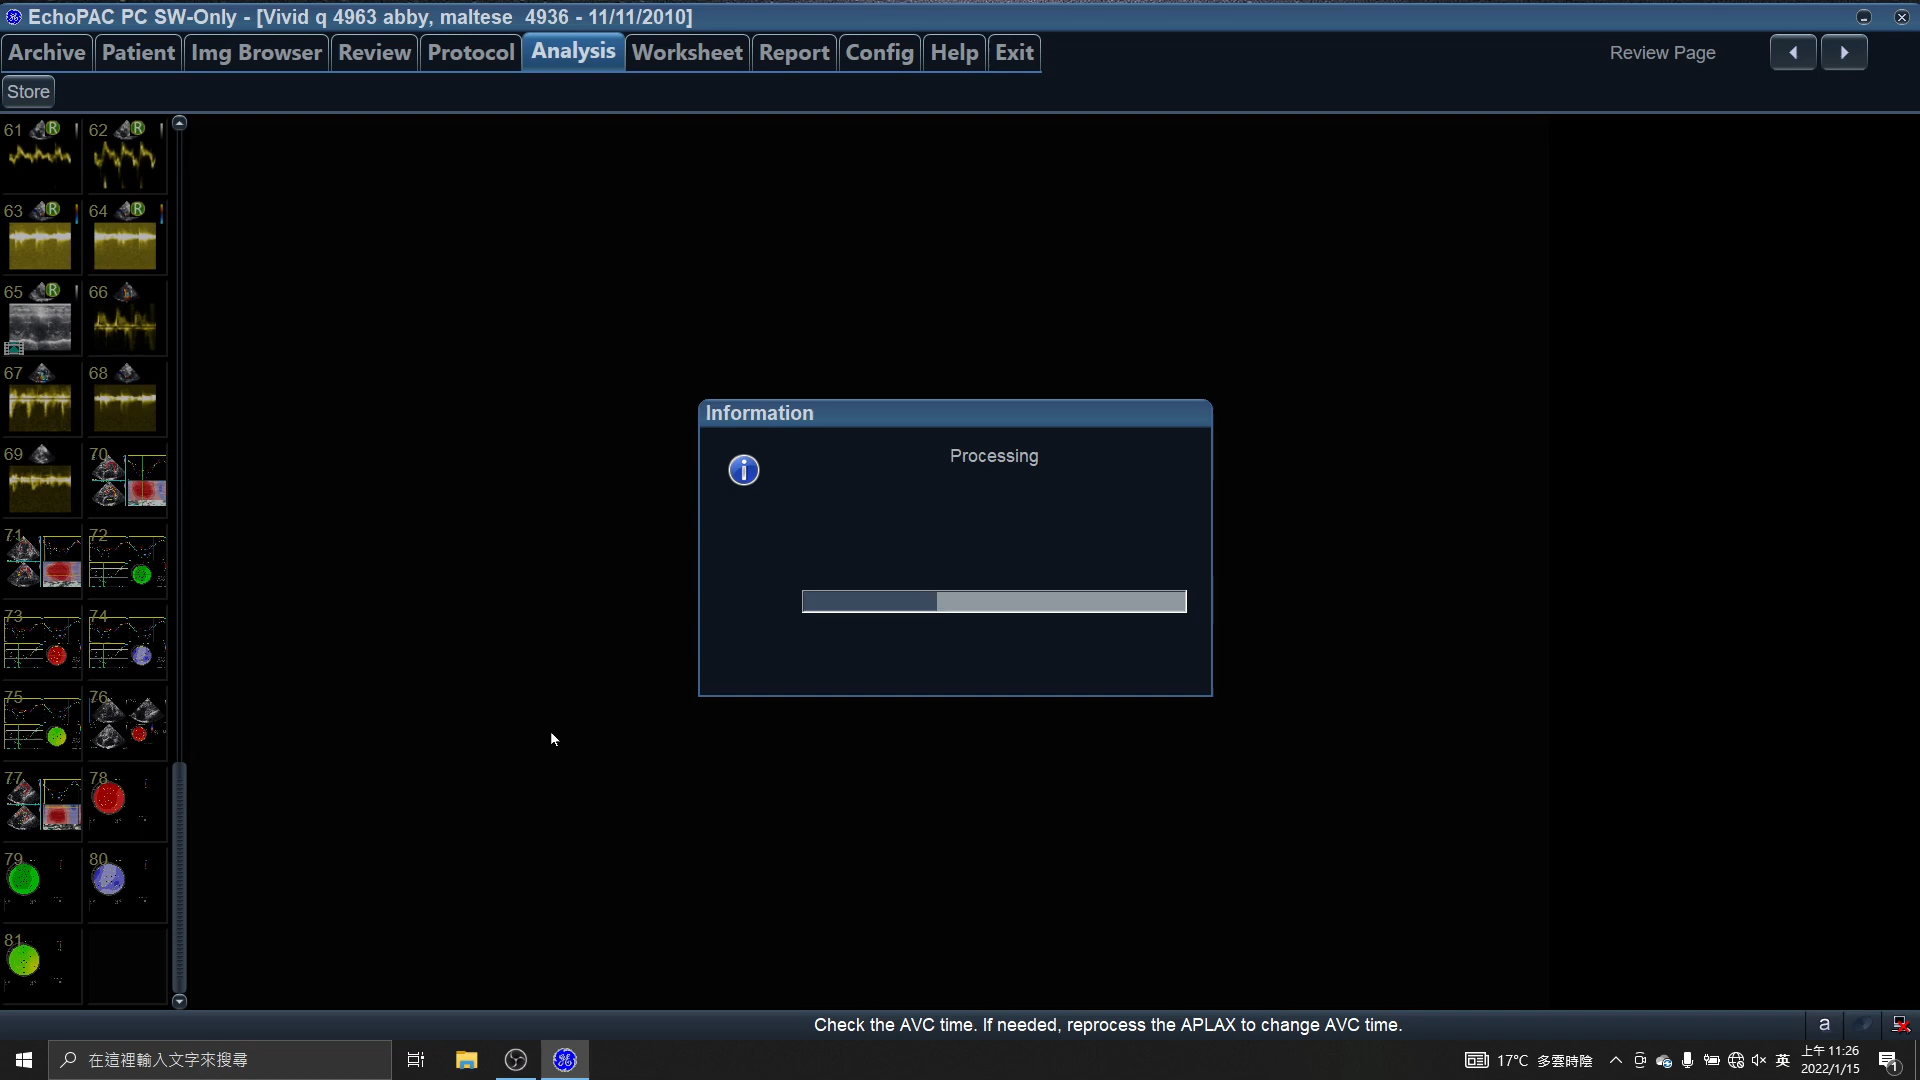 EchoPAC PC SW-Only - [Vivid q 4963 abby, maltese  4936 - 11/11/2010]
Archive Patient Img Browser Review Protocol Analysis Worksheet Report Config Help Exit Review Page
Store
61 R 62 R
63 R 64 R
65 R 66
67 68
69 70
71 72
73 74
75 76
77 78
79 80
81
Information
Processing
Check the AVC time. If needed, reprocess the APLAX to change AVC time.
a
在這裡輸入文字來搜尋
17°C 多雲時陰
英
上午 11:26
2022/1/15
1